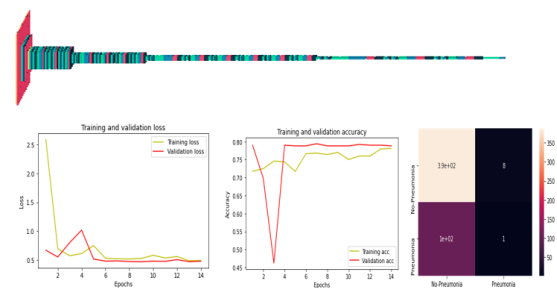 Training and validation loss
Training loss
Validation loss
2.5
2.0
1.5
1.0
0.5
Loss
2 4 6 8 10 12 14
Epochs
Training and validation accuracy
0.80
0.75
0.70
0.65
0.60
0.55
0.50
0.45
Accuracy
Training acc
Validation acc
2 4 6 8 10 12 14
Epochs
No-Pneumonia
Pneumonia
3.9e+02 8
1e+02 1
No-Pneumonia Pneumonia
350
300
250
200
150
100
50